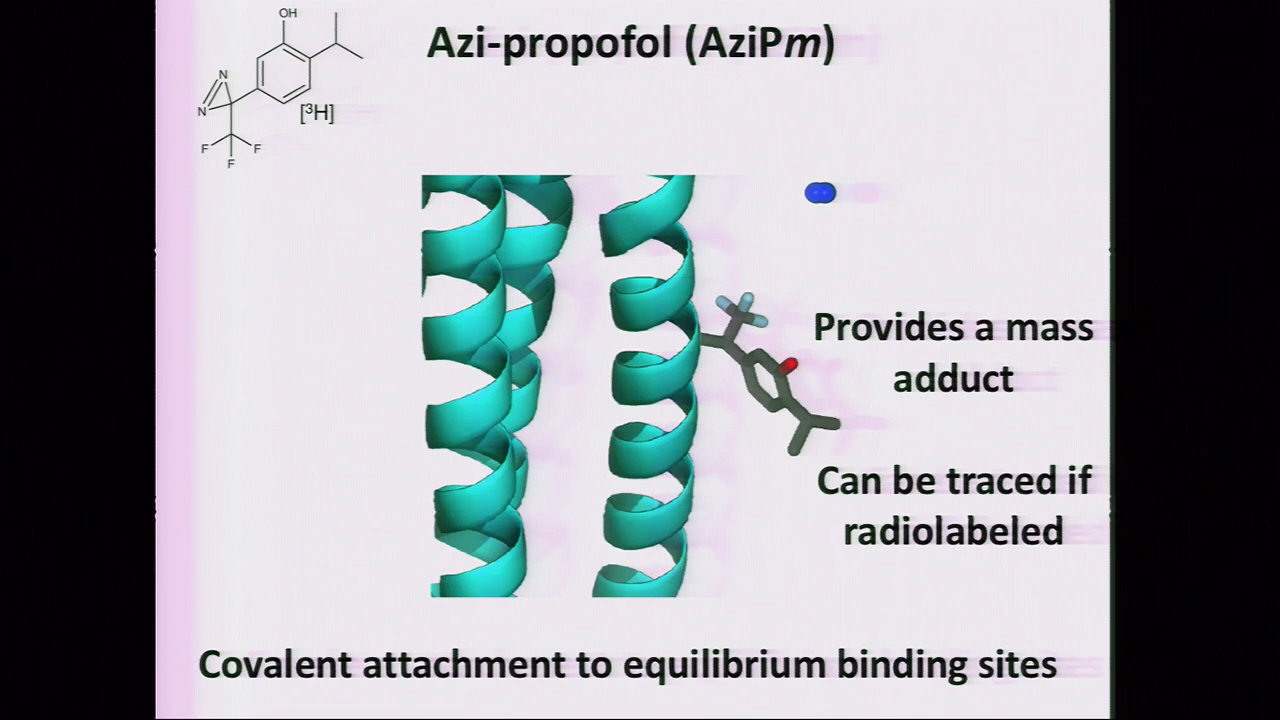 Azi-propofol (AziPm)
OH
N
N
[³H]
F
F
F
Provides a mass
adduct
Can be traced if
radiolabeled
Covalent attachment to equilibrium binding sites